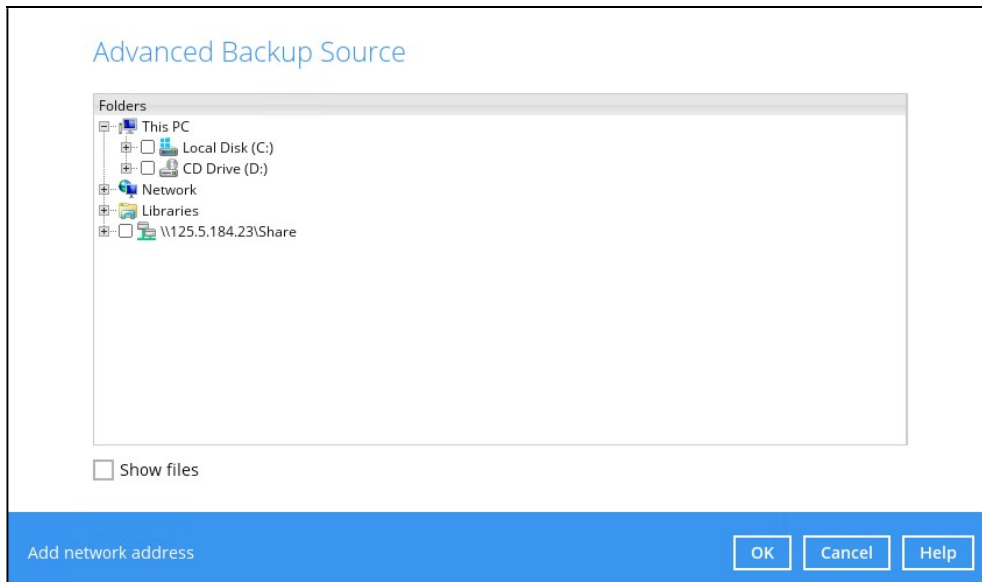 Advanced Backup Source
Folders
This PC
Local Disk (C:)
CD Drive (D:)
Network
Libraries
\\125.5.184.23\Share
Show files
Add network address
OK Cancel Help